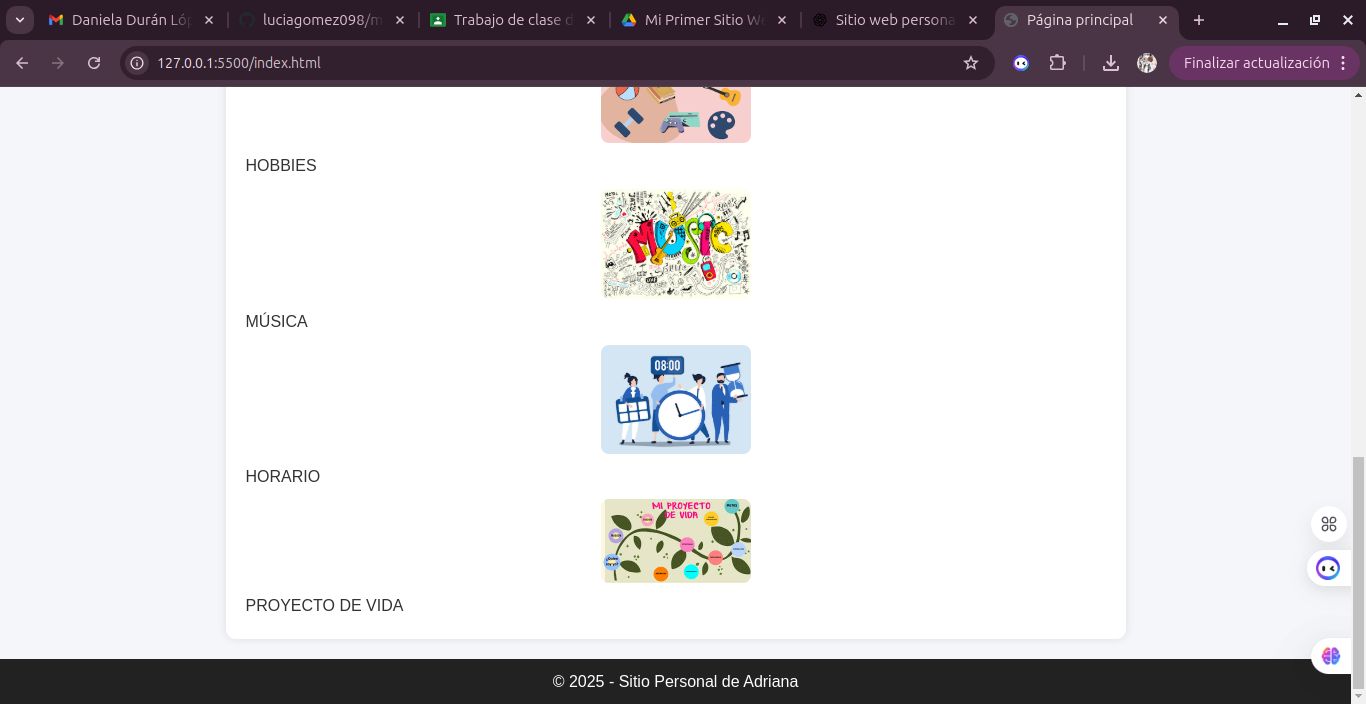 Daniela Durán Lóp
luciagomez098/m
Trabajo de clase d
Mi Primer Sitio We
Sitio web persona
Página principal
127.0.0.1:5500/index.html
Finalizar actualización
HOBBIES
MUSIC
MÚSICA
08:00
HORARIO
MI PROYECTO
DE VIDA
PROYECTO DE VIDA
© 2025 - Sitio Personal de Adriana